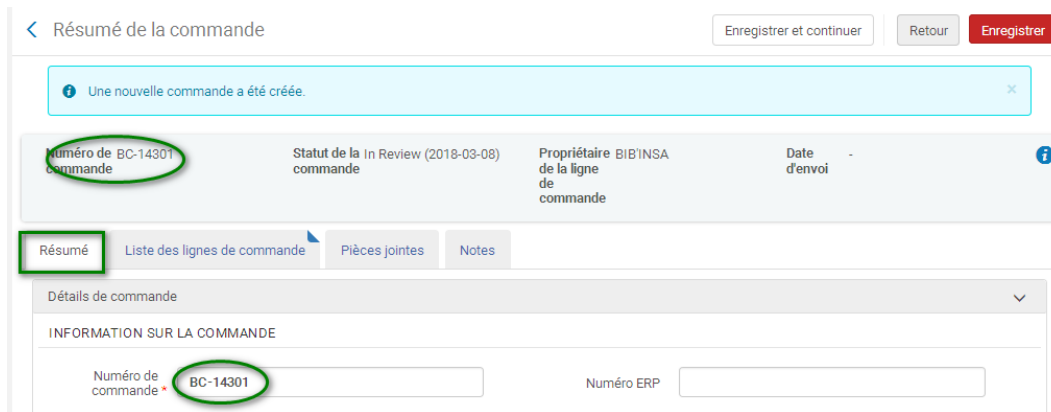 Résumé de la commande
Enregistrer et continuer
Retour
Enregistrer
Une nouvelle commande a été créée.
Numéro de commande BC-14301
Statut de la commande In Review (2018-03-08)
Propriétaire de la ligne de commande BIB'INSA
Date d'envoi -
Résumé
Liste des lignes de commande
Pièces jointes
Notes
Détails de commande
INFORMATION SUR LA COMMANDE
Numéro de commande * BC-14301
Numéro ERP